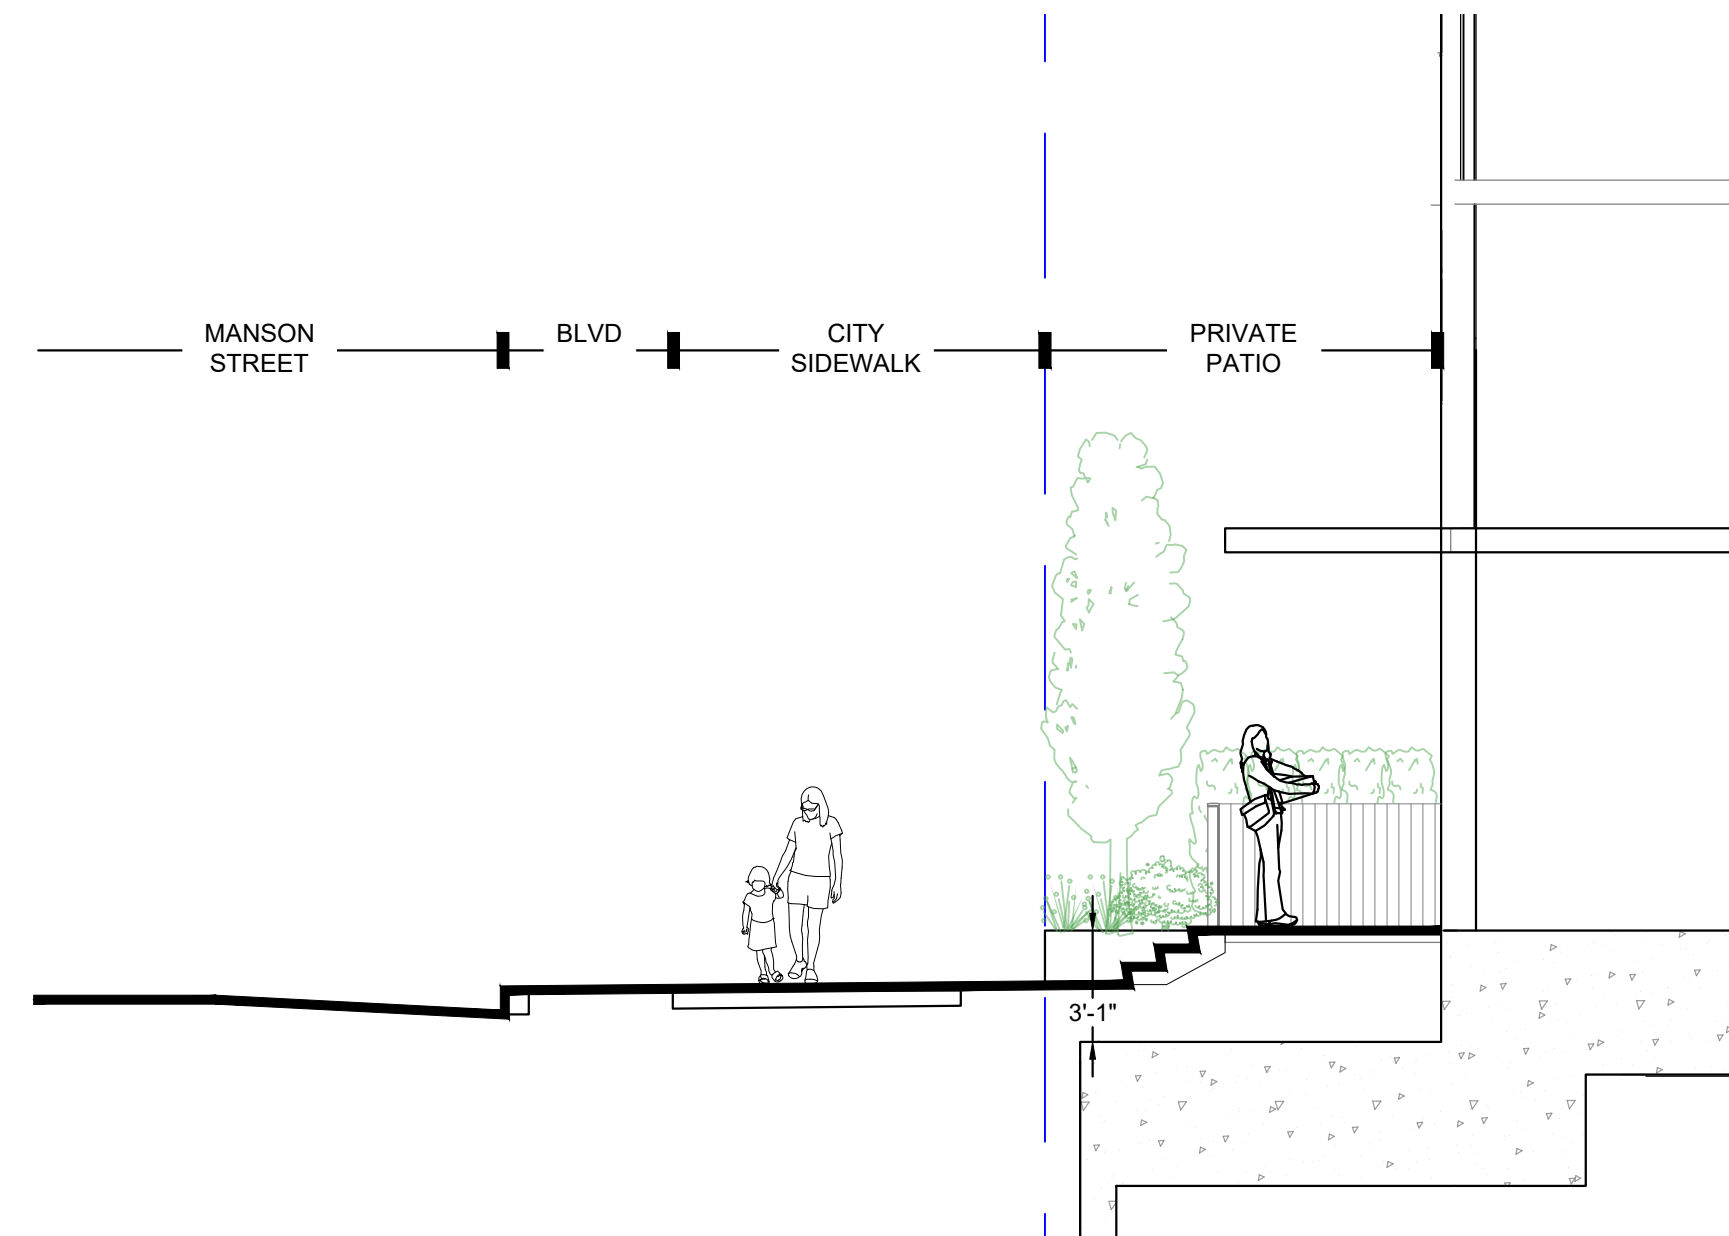 MANSON
STREET
BLVD
CITY
SIDEWALK
PRIVATE
PATIO
3'-1"